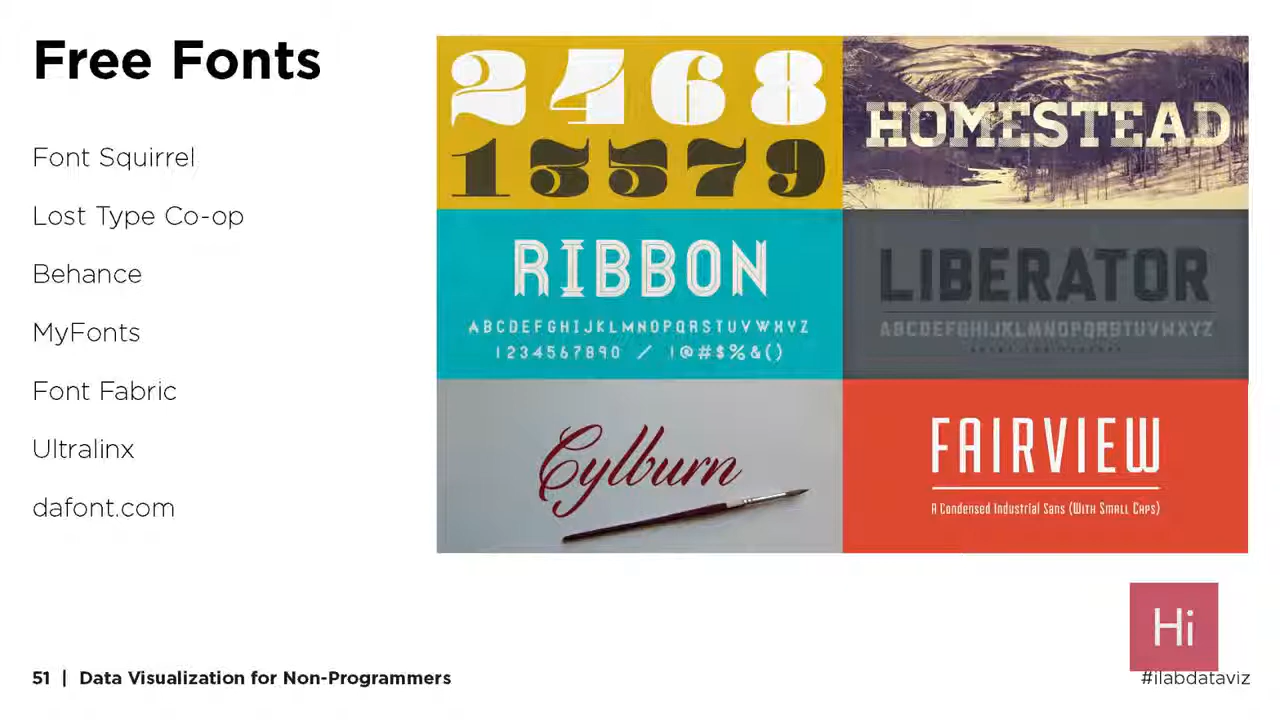 Free Fonts
Font Squirrel
Lost Type Co-op
Behance
MyFonts
Font Fabric
Ultralinx
dafont.com
2468
13579
HOMESTEAD
RIBBON
ABCDEFGHIJKLMNOPQRSTUVWXYZ
1234567890 / !@#$%&()
LIBERATOR
ABCDEFGHIJKLMNOPQRSTUVWXYZ
Cylburn
FAIRVIEW
A Condensed Industrial Sans (With Small Caps)
Hi
51 | Data Visualization for Non-Programmers
#ilabdataviz